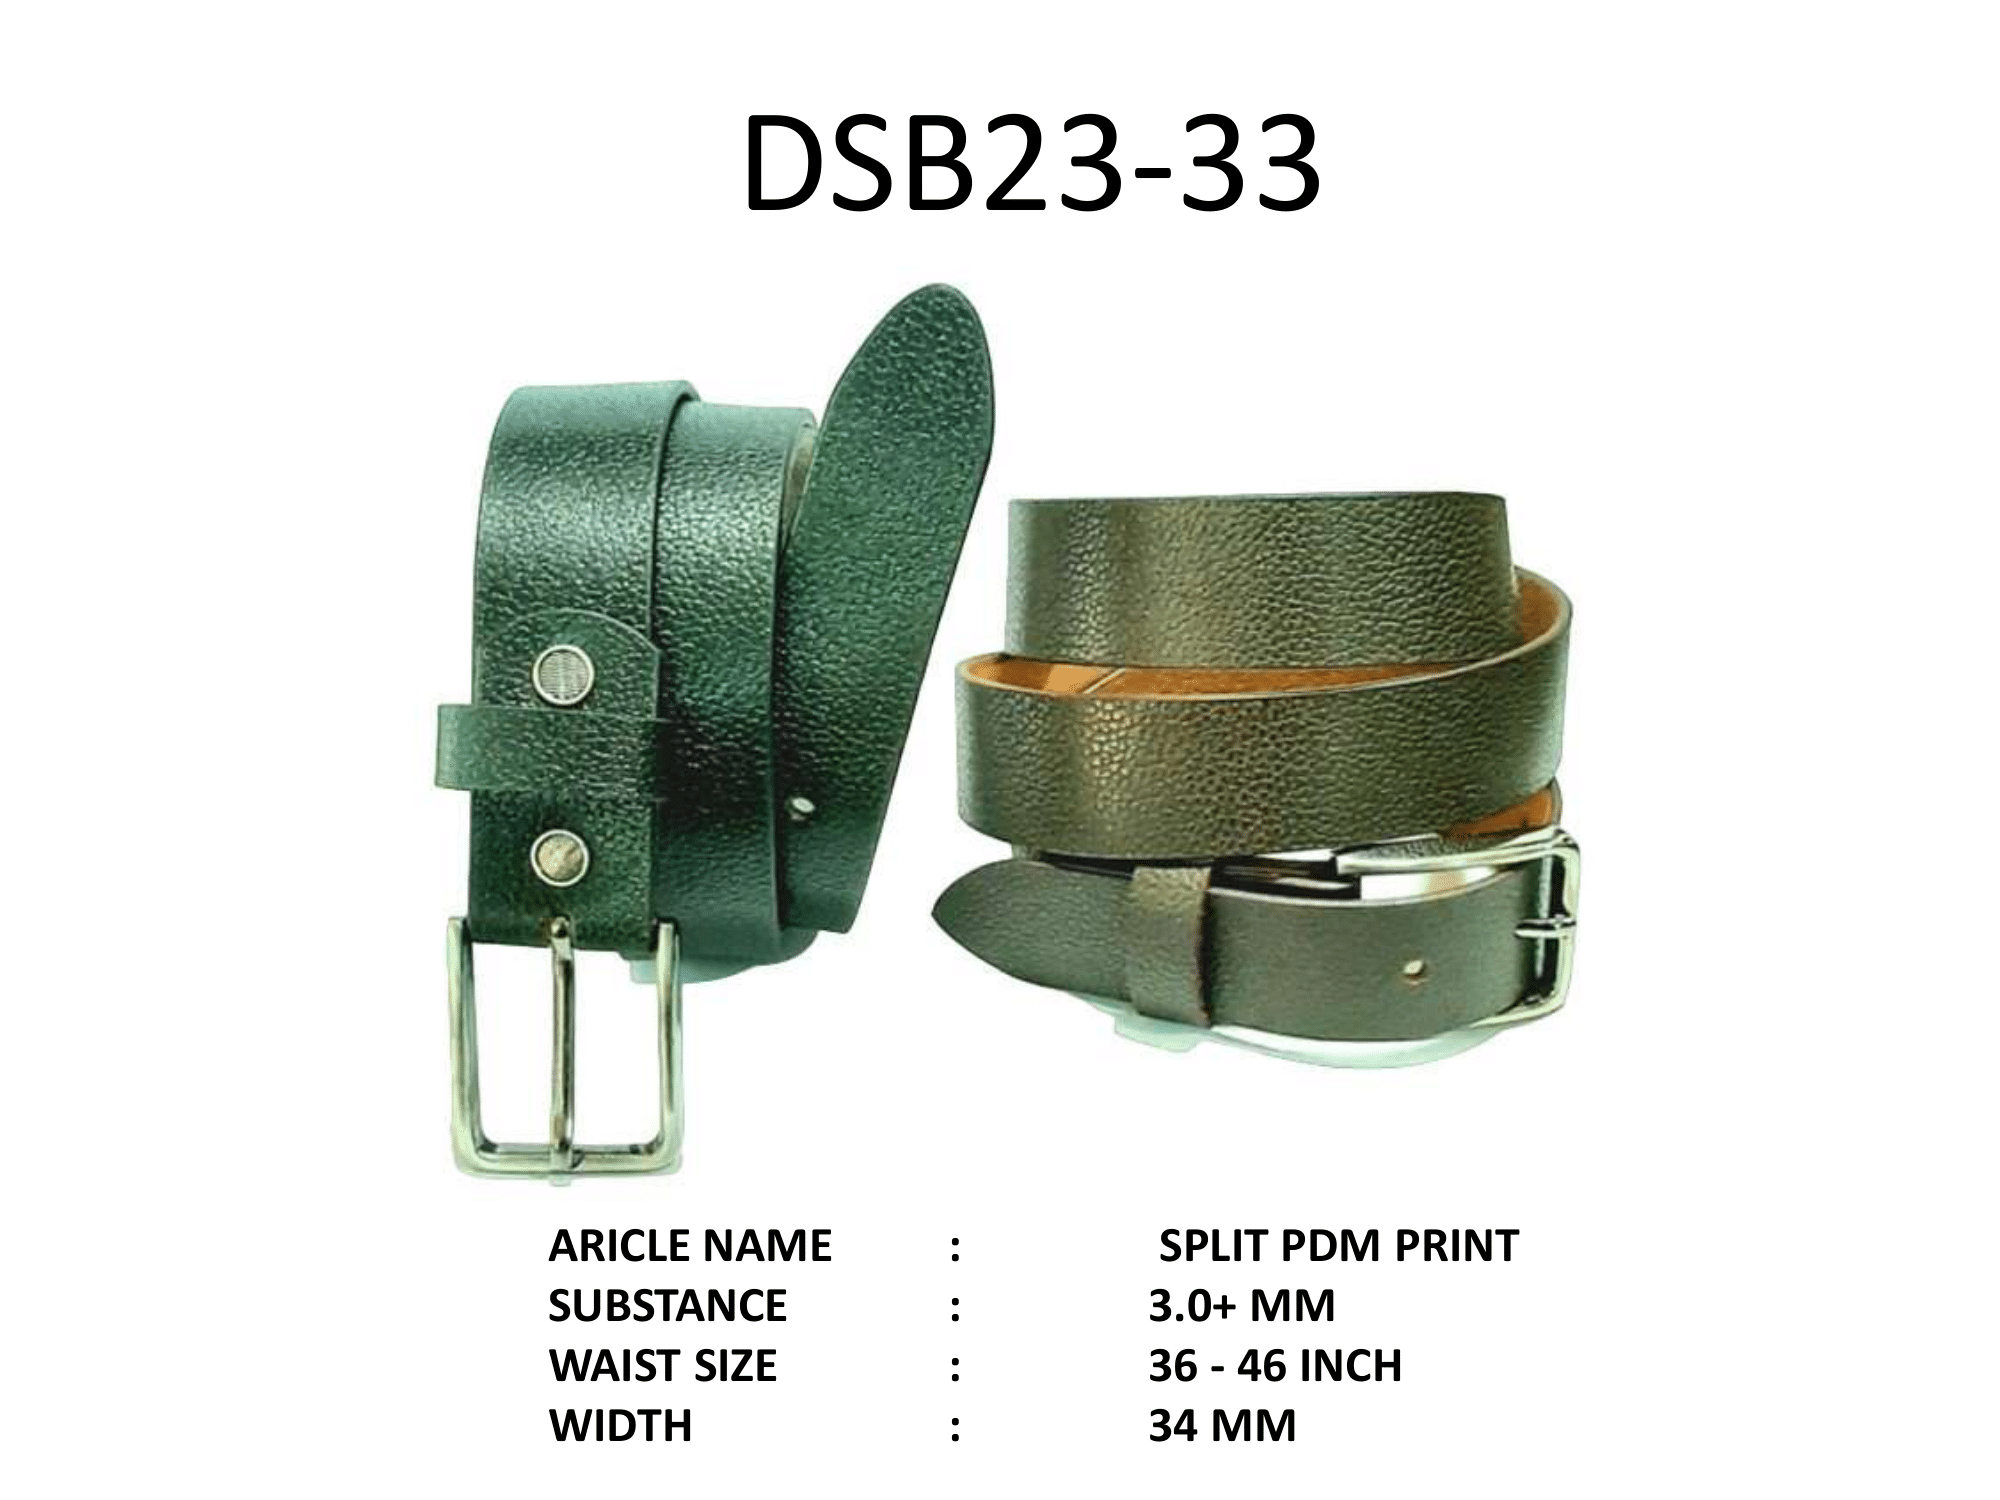 DSB23-33
ARICLE NAME : SPLIT PDM PRINT
SUBSTANCE : 3.0+ MM
WAIST SIZE : 36 - 46 INCH
WIDTH : 34 MM